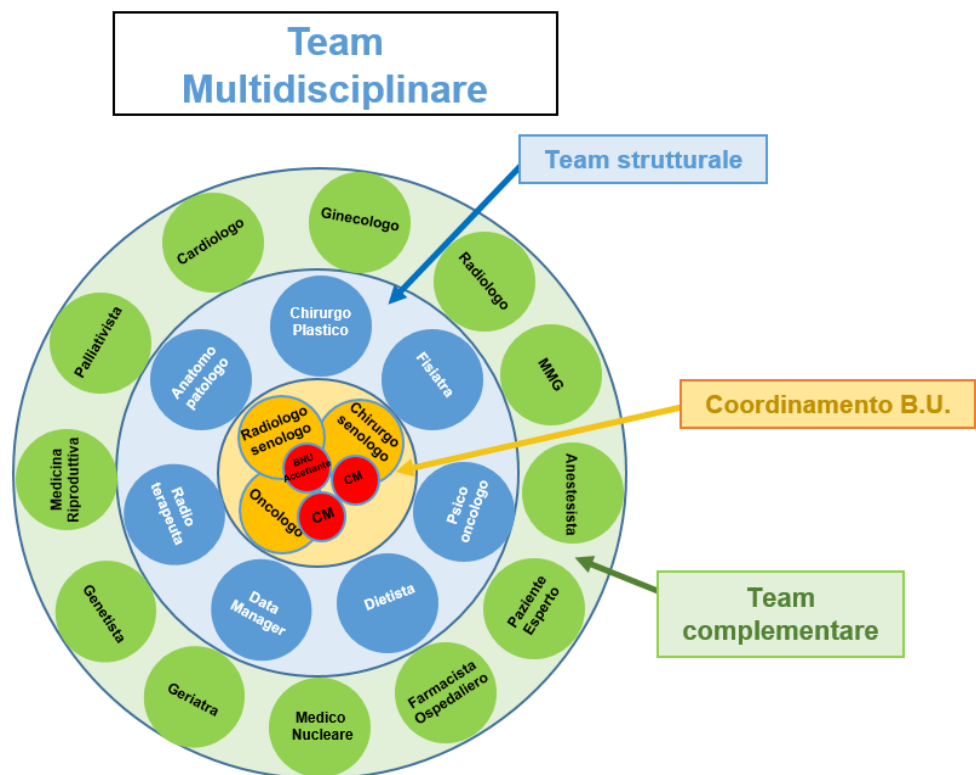 Team
Multidisciplinare
Team strutturale
Ginecologo
Cardiologo
Radiologo
Palliativista
MMG
Medicina
Riproduttiva
Anestesista
Genetista
Paziente
Esperto
Geriatra
Medico
Nucleare
Farmacista
Ospedaliero
Chirurgo
Plastico
Anatomo
patologo
Fisiatra
Radio
terapeuta
Psico
oncologo
Data
Manager
Dietista
Radiologo
senologo
Chirurgo
senologo
BNU
Accettante
CM
Oncologo
CM
Coordinamento B.U.
Team
complementare